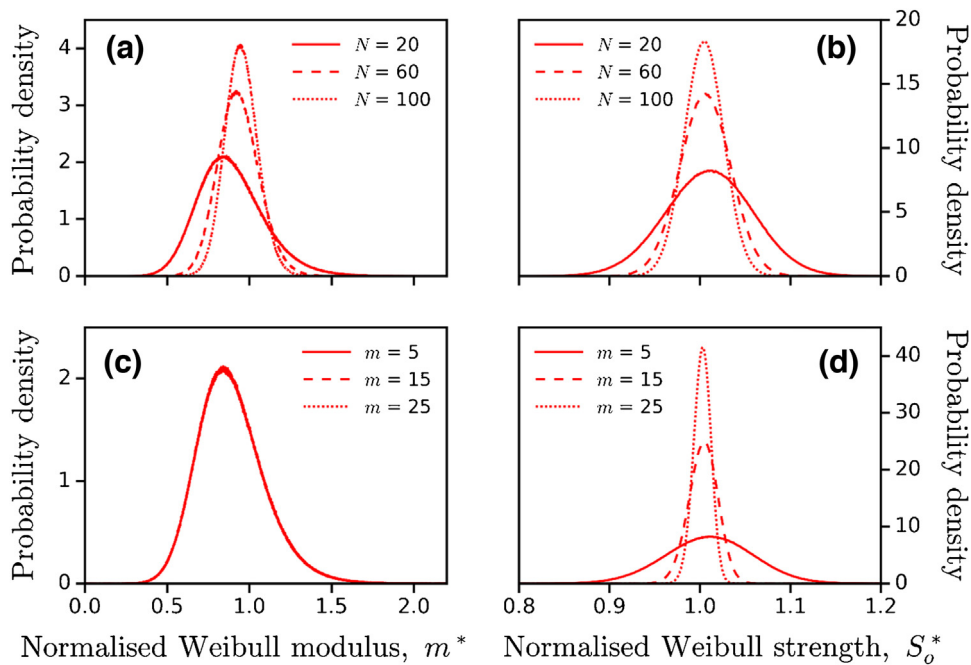 (a)
N = 20
N = 60
N = 100
4
3
2
1
0
Probability density
(b)
N = 20
N = 60
N = 100
20
15
10
5
0
Probability density
(c)
m = 5
m = 15
m = 25
2
1
0
Probability density
0.0 0.5 1.0 1.5 2.0
Normalised Weibull modulus, m*
(d)
m = 5
m = 15
m = 25
40
30
20
10
0
Probability density
0.8 0.9 1.0 1.1 1.2
Normalised Weibull strength, S_o^*